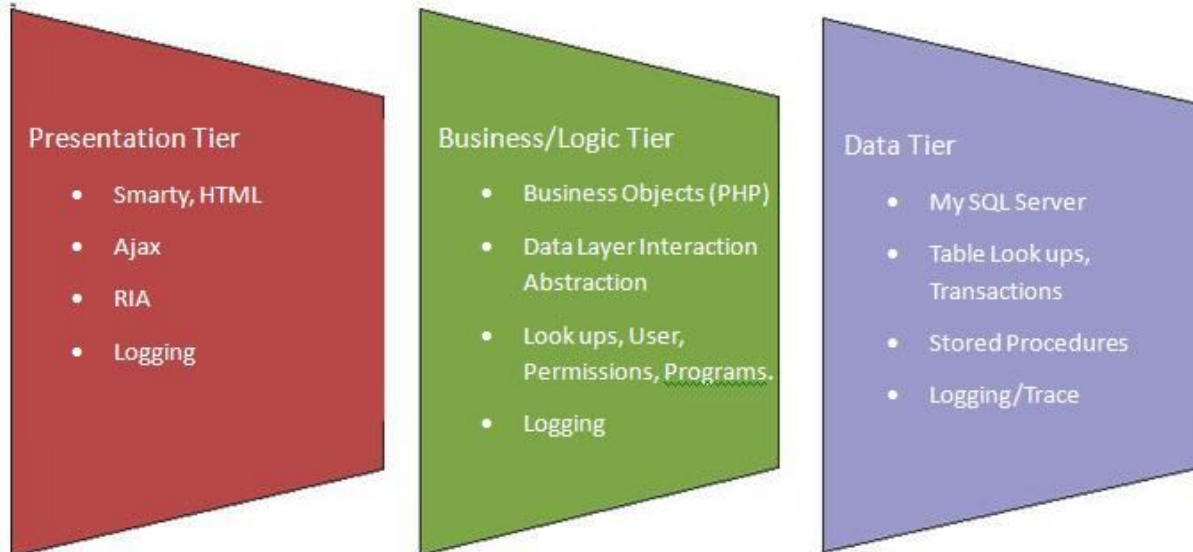 Presentation Tier
• Smarty, HTML
• Ajax
• RIA
• Logging
Business/Logic Tier
• Business Objects (PHP)
• Data Layer Interaction
Abstraction
• Look ups, User,
Permissions, Programs.
• Logging
Data Tier
• My SQL Server
• Table Look ups,
Transactions
• Stored Procedures
• Logging/Trace